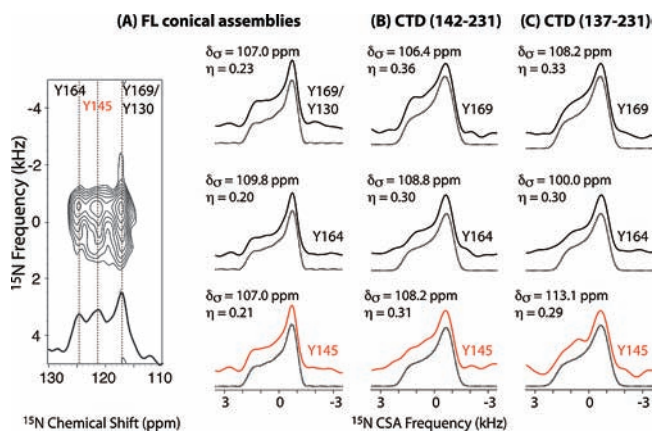 (A) FL conical assemblies
(B) CTD (142-231)
(C) CTD (137-231)
Y164
Y145
Y169/
Y130
-4
-2
0
2
4
15N Frequency (kHz)
130
120
110
15N Chemical Shift (ppm)
δσ = 107.0 ppm
η = 0.23
Y169/
Y130
δσ = 106.4 ppm
η = 0.36
Y169
δσ = 108.2 ppm
η = 0.33
Y169
δσ = 109.8 ppm
η = 0.20
Y164
δσ = 108.8 ppm
η = 0.30
Y164
δσ = 100.0 ppm
η = 0.30
Y164
δσ = 107.0 ppm
η = 0.21
Y145
δσ = 108.2 ppm
η = 0.31
Y145
δσ = 113.1 ppm
η = 0.29
Y145
3 0 -3
3 0 -3
3 0 -3
15N CSA Frequency (kHz)